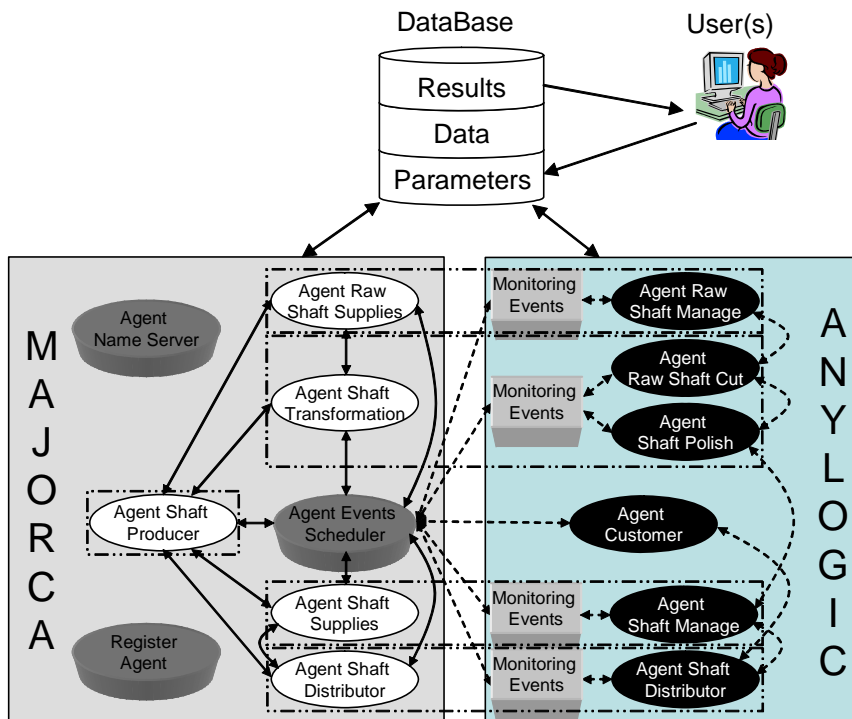 DataBase
User(s)
Results
Data
Parameters
MAJORCA
Agent
Name Server
Agent Raw
Shaft Supplies
Agent Shaft
Transformation
Agent Shaft
Producer
Agent Events
Scheduler
Agent Shaft
Supplies
Register
Agent
Agent Shaft
Distributor
Monitoring
Events
Agent Raw
Shaft Manage
Monitoring
Events
Agent
Raw Shaft Cut
Agent
Shaft Polish
Agent
Customer
Monitoring
Events
Agent
Shaft Manage
Monitoring
Events
Agent Shaft
Distributor
ANYLOGIC